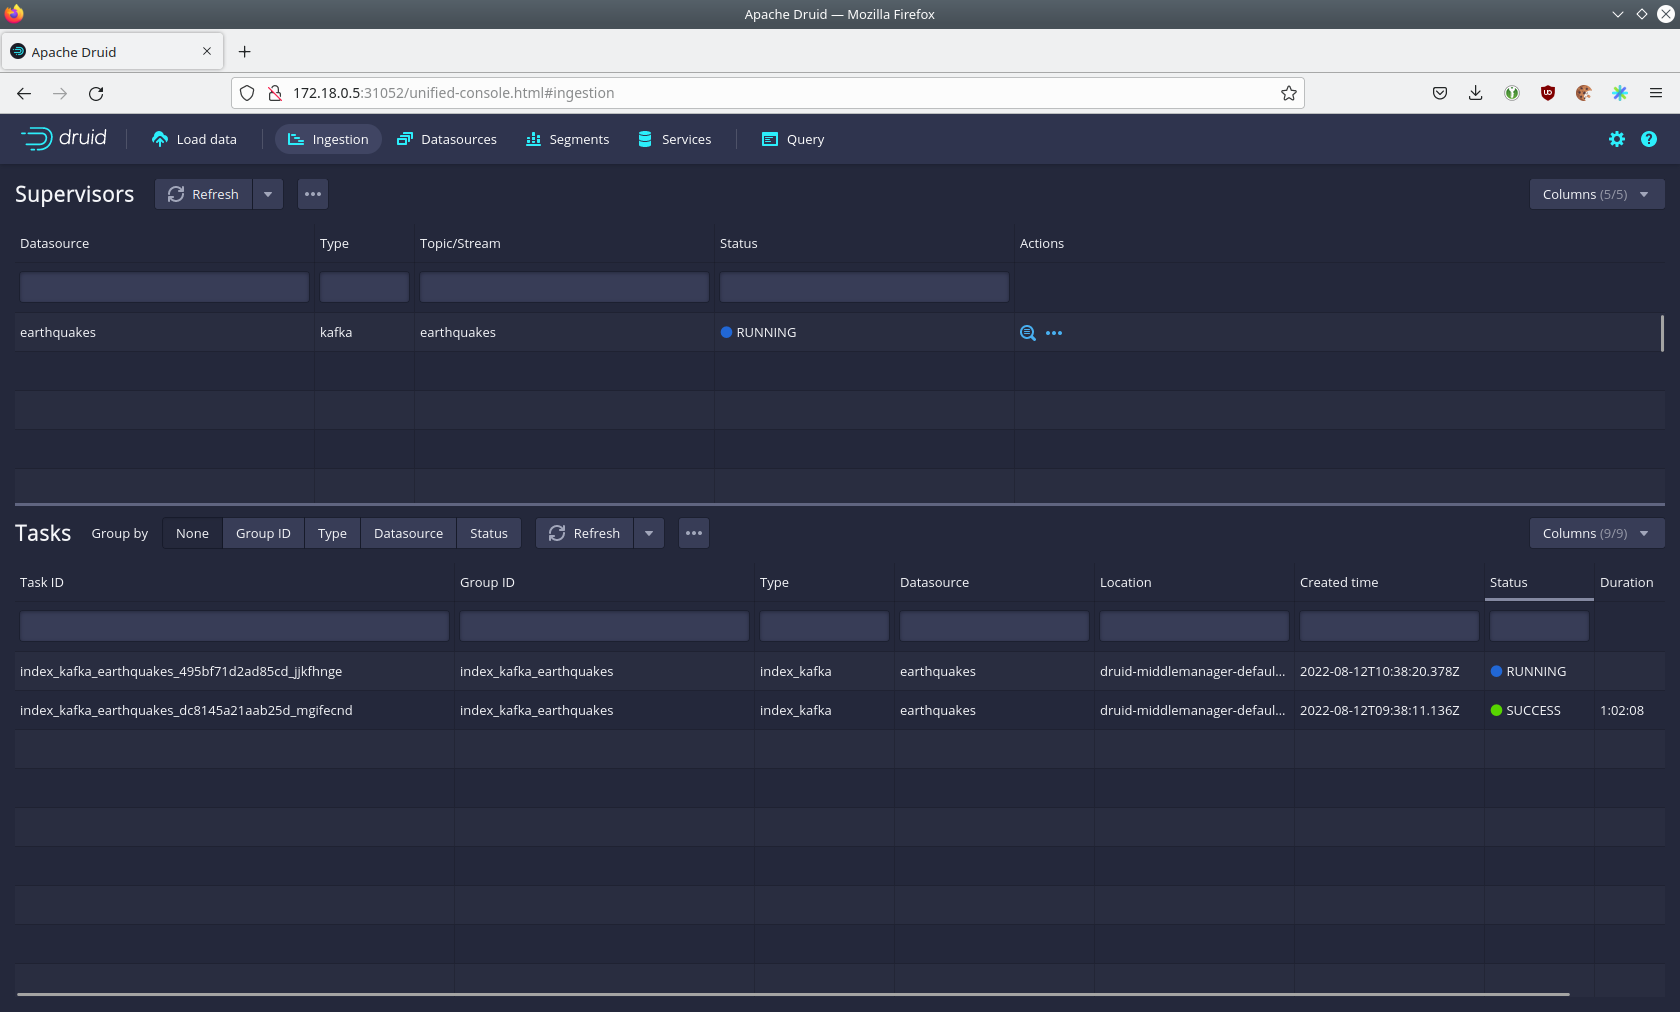 Apache Druid — Mozilla Firefox
Apache Druid
172.18.0.5:31052/unified-console.html#ingestion
druid Load data Ingestion Datasources Segments Services Query
Supervisors Refresh Columns (5/5)
Datasource Type Topic/Stream Status Actions
earthquakes kafka earthquakes RUNNING
Tasks Group by None Group ID Type Datasource Status Refresh Columns (9/9)
Task ID Group ID Type Datasource Location Created time Status Duration
index_kafka_earthquakes_495bf71d2ad85cd_jjkfhnge index_kafka_earthquakes index_kafka earthquakes druid-middlemanager-defaul... 2022-08-12T10:38:20.378Z RUNNING
index_kafka_earthquakes_dc8145a21aab25d_mgifecnd index_kafka_earthquakes index_kafka earthquakes druid-middlemanager-defaul... 2022-08-12T09:38:11.136Z SUCCESS 1:02:08